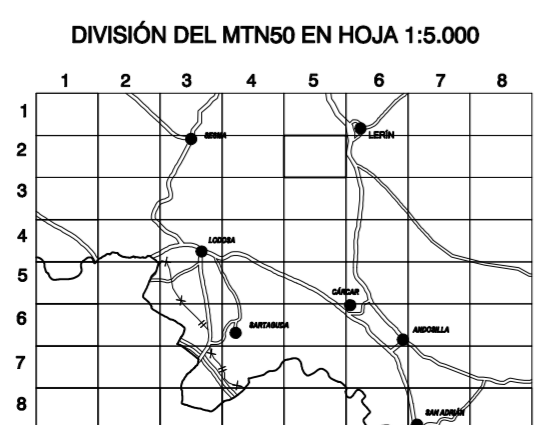 DIVISIÓN DEL MTN50 EN HOJA 1:5.000
1 2 3 4 5 6 7 8
1
LERÍN
SESMA
2
3
4
LODOSA
5
CÁRCAR
6
SARTAGUDA
ANDOSILLA
7
8
SAN ADRIÁN